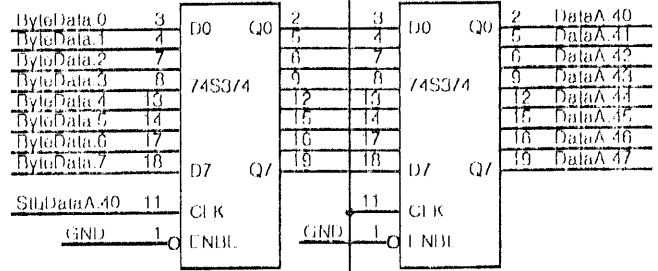 ByteData.0 3 D0 Q0 2 3 D0 Q0 2 DataA.40
ByteData.1 4 5 4 5 DataA.41
ByteData.2 7 6 7 6 DataA.42
ByteData.3 8 74S374 9 8 74S374 9 DataA.43
ByteData.4 13 12 13 12 DataA.44
ByteData.5 14 15 14 15 DataA.45
ByteData.6 17 16 17 16 DataA.46
ByteData.7 18 D7 Q7 19 18 D7 Q7 19 DataA.47
StbDataA.40 11 CLK 11 CLK
GND 1 ENBL GND 1 ENBL